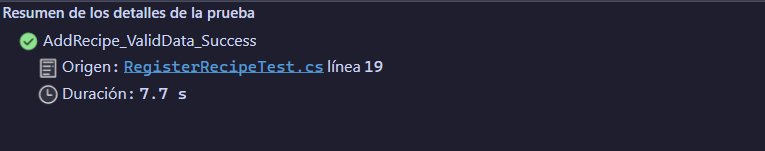 Resumen de los detalles de la prueba
AddRecipe_ValidData_Success
Origen: RegisterRecipeTest.cs línea 19
Duración: 7.7 s